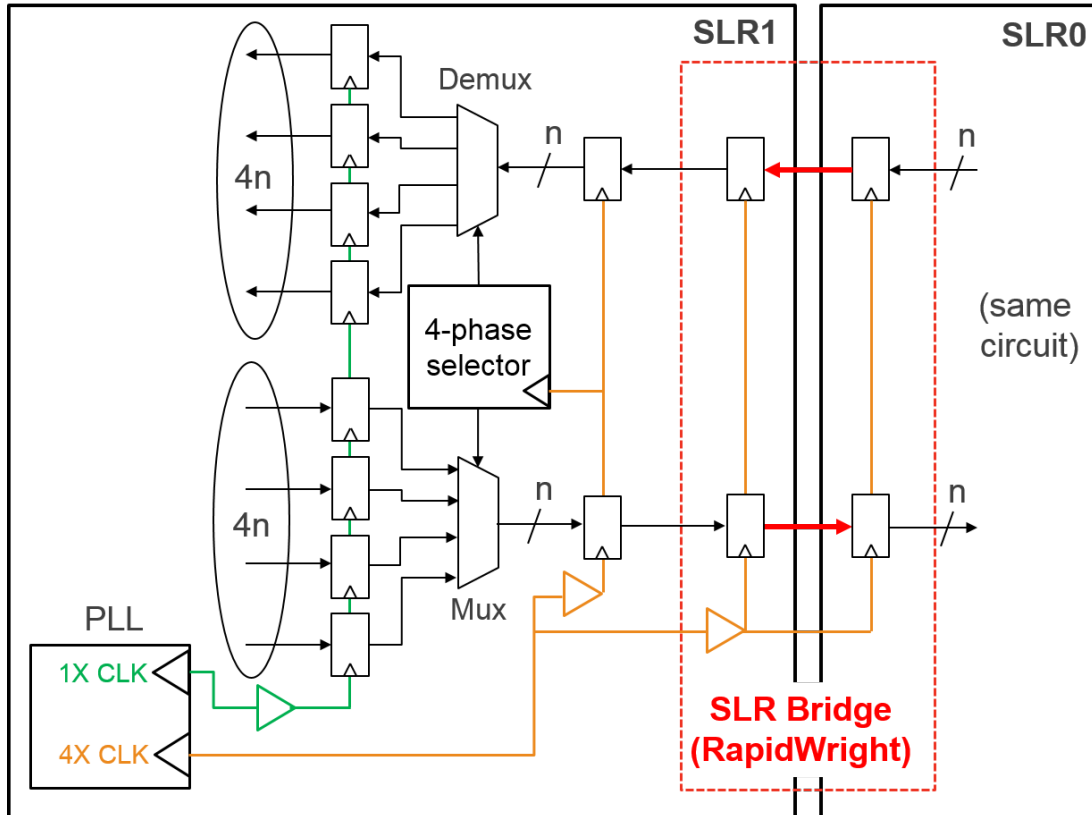 SLR1
SLR0
Demux
n
n
4n
4-phase
selector
(same
circuit)
4n
n
n
Mux
PLL
1X CLK
4X CLK
SLR Bridge
(RapidWright)